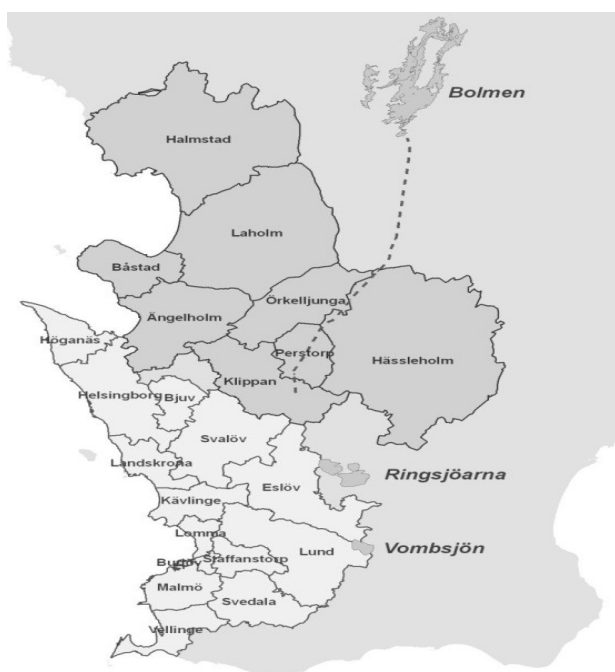 Bolmen
Halmstad
Laholm
Båstad
Örkelljunga
Ängelholm
Höganäs
Perstorp
Hässleholm
Klippan
Helsingborg
Bjuv
Svalöv
Landskrona
Ringsjöarna
Eslöv
Kävlinge
Lomma
Vombsjön
Lund
Burlöv
Staffanstorp
Malmö
Svedala
Vellinge